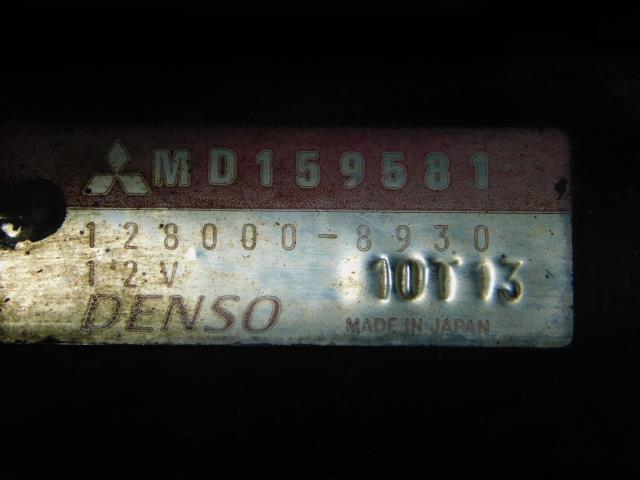 MD159581
128000-8930
12V
10T13
DENSO
MADE IN JAPAN